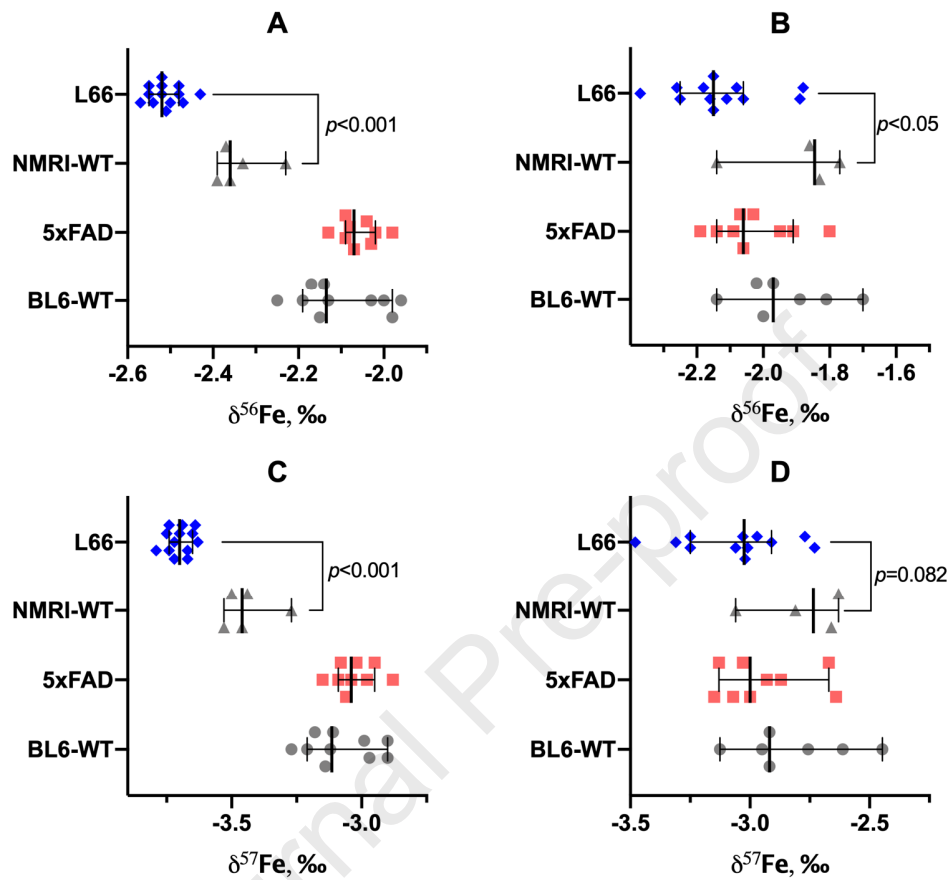 A
L66
NMRI-WT
5xFAD
BL6-WT
p<0.001
-2.6
-2.4
-2.2
-2.0
δ⁵⁶Fe, ‰
B
L66
NMRI-WT
5xFAD
BL6-WT
p<0.05
-2.2
-2.0
-1.8
-1.6
δ⁵⁶Fe, ‰
C
L66
NMRI-WT
5xFAD
BL6-WT
p<0.001
-3.5
-3.0
δ⁵⁷Fe, ‰
D
L66
NMRI-WT
5xFAD
BL6-WT
p=0.082
-3.5
-3.0
-2.5
δ⁵⁷Fe, ‰
rnal Pre-proof